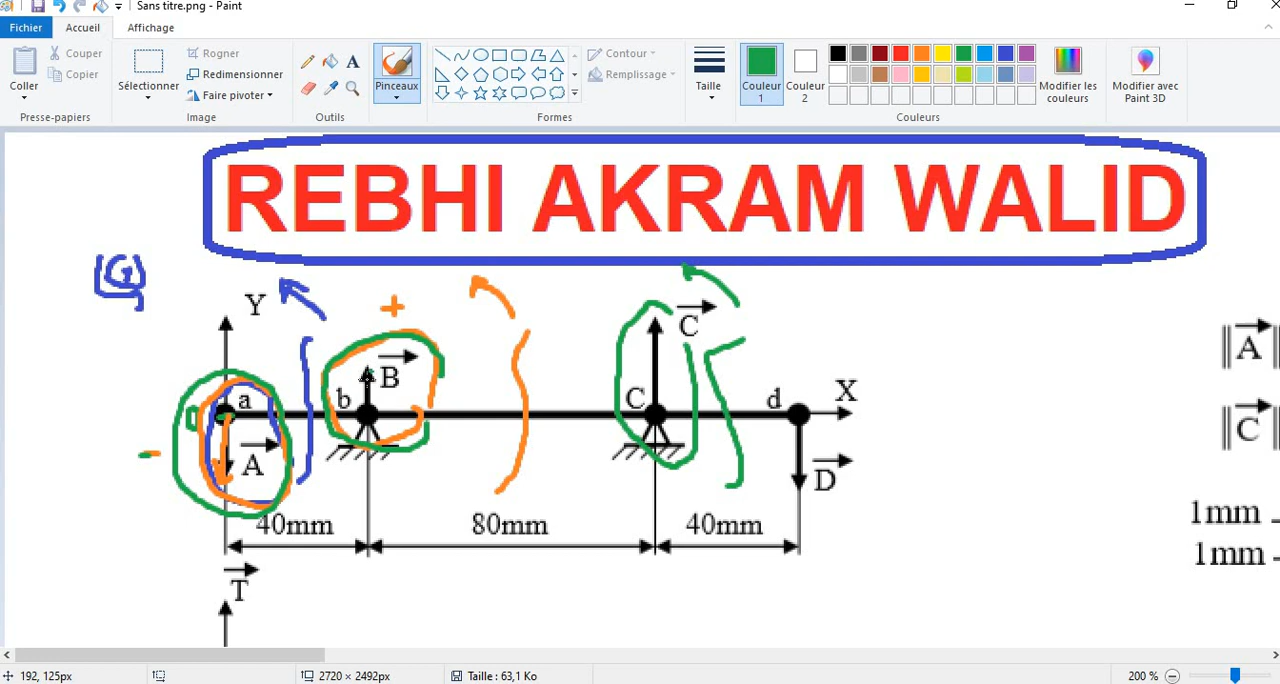 Sans titre.png - Paint
Fichier Accueil Affichage
Coller
Couper
Copier
Presse-papiers
Sélectionner
Rogner
Redimensionner
Faire pivoter
Image
A
Outils
Pinceaux
Contour
Remplissage
Formes
Taille
Couleur 1
Couleur 2
Modifier les couleurs
Modifier avec Paint 3D
Couleurs
REBHI AKRAM WALID
G
Y + C
B
a b C d X
A D
-
40mm 80mm 40mm
T
||A||
||C||
1mm
1mm
192, 125px 2720 × 2492px Taille : 63,1 Ko 200 %